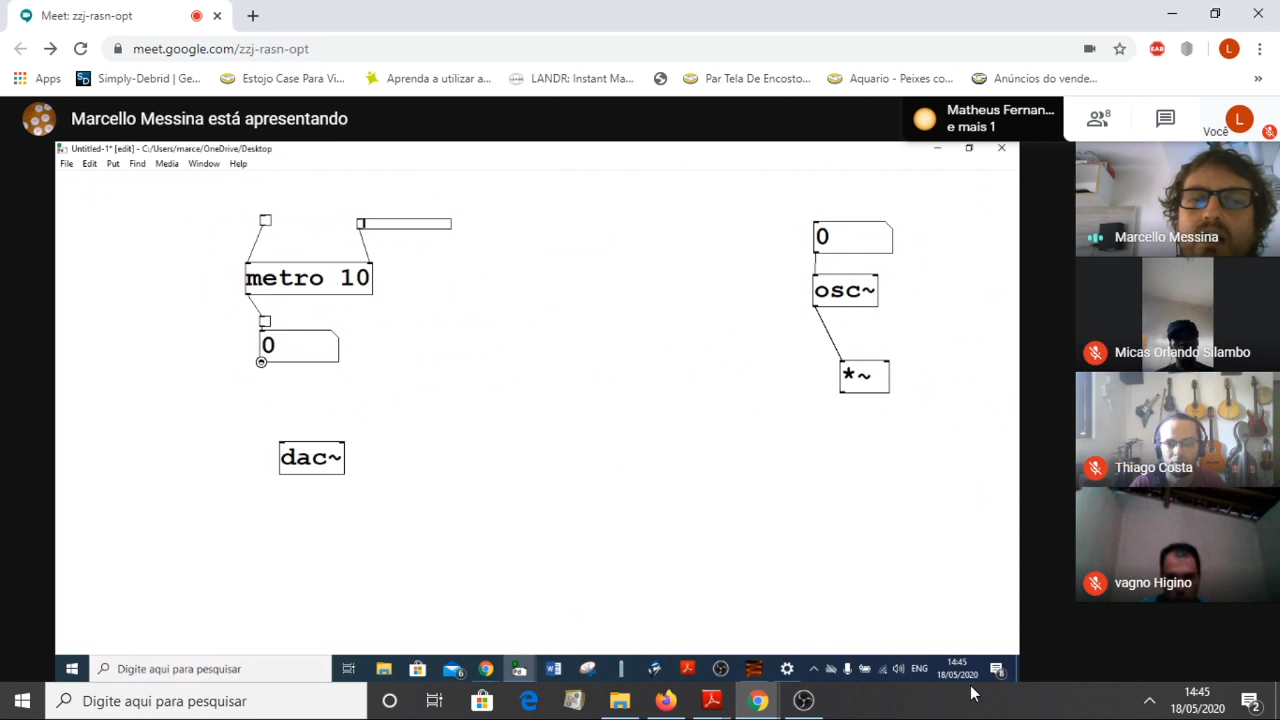 Meet: zzj-rasn-opt
meet.google.com/zzj-rasn-opt
Apps
Simply-Debrid | Ge...
Estojo Case Para Vi...
Aprenda a utilizar a...
LANDR: Instant Ma...
Par Tela De Encosto...
Aquario - Peixes co...
Anúncios do vende...
»
Marcello Messina está apresentando
Matheus Fernan...
e mais 1
8
Você
L
Untitled-1* [edit] - C:/Users/marce/OneDrive/Desktop
File Edit Put Find Media Window Help
0
metro 10
osc~
0
*~
dac~
Marcello Messina
Micas Orlando Silambo
Thiago Costa
vagno Higino
Digite aqui para pesquisar
6
ENG
14:45
18/05/2020
8
Digite aqui para pesquisar
14:45
18/05/2020
2